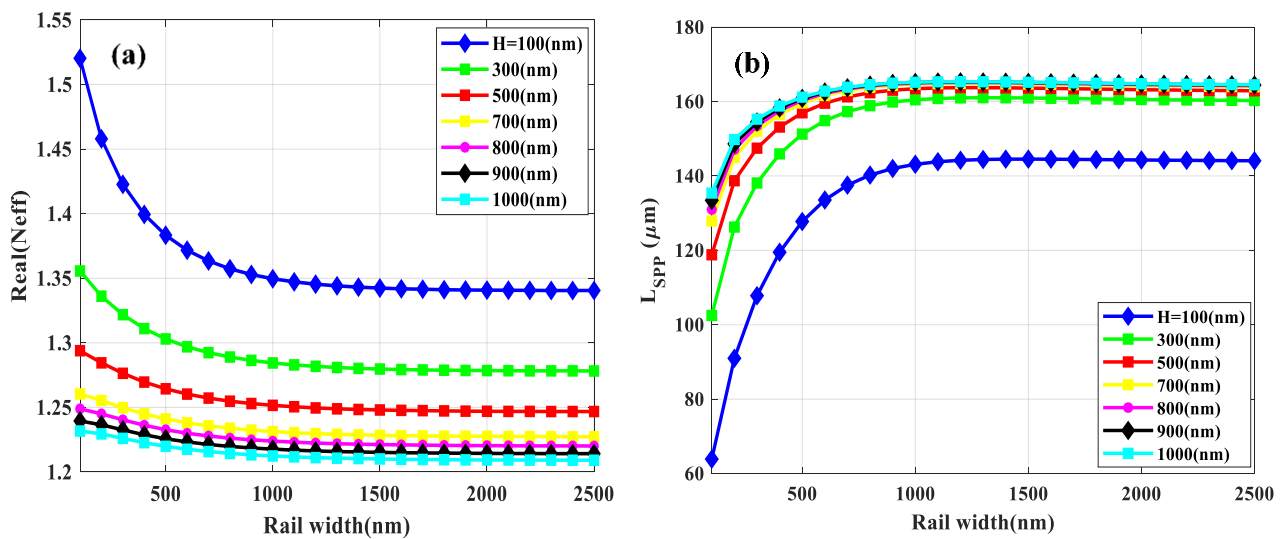 (a)
Real(Neff)
1.55
1.5
1.45
1.4
1.35
1.3
1.25
1.2
500
1000
1500
2000
2500
Rail width(nm)
H=100(nm)
300(nm)
500(nm)
700(nm)
800(nm)
900(nm)
1000(nm)
(b)
L_SPP (μm)
180
160
140
120
100
80
60
500
1000
1500
2000
2500
Rail width(nm)
H=100(nm)
300(nm)
500(nm)
700(nm)
800(nm)
900(nm)
1000(nm)